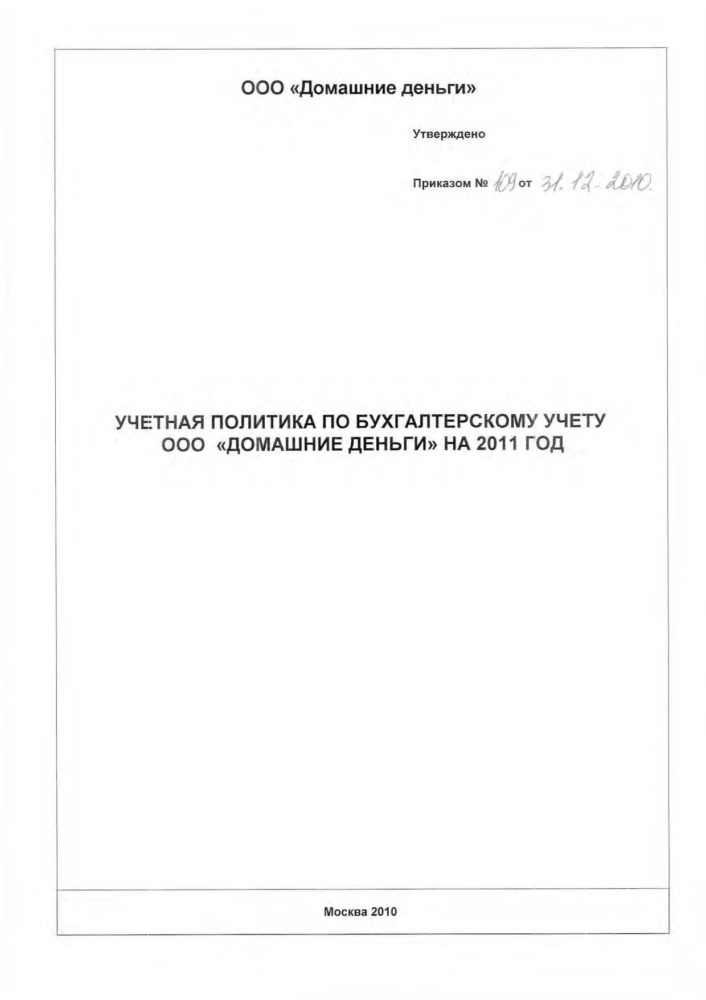 ООО «Домашние деньги»
Утверждено
Приказом № 109 от 31.12.2010.
УЧЕТНАЯ ПОЛИТИКА ПО БУХГАЛТЕРСКОМУ УЧЕТУ
ООО «ДОМАШНИЕ ДЕНЬГИ» НА 2011 ГОД
Москва 2010